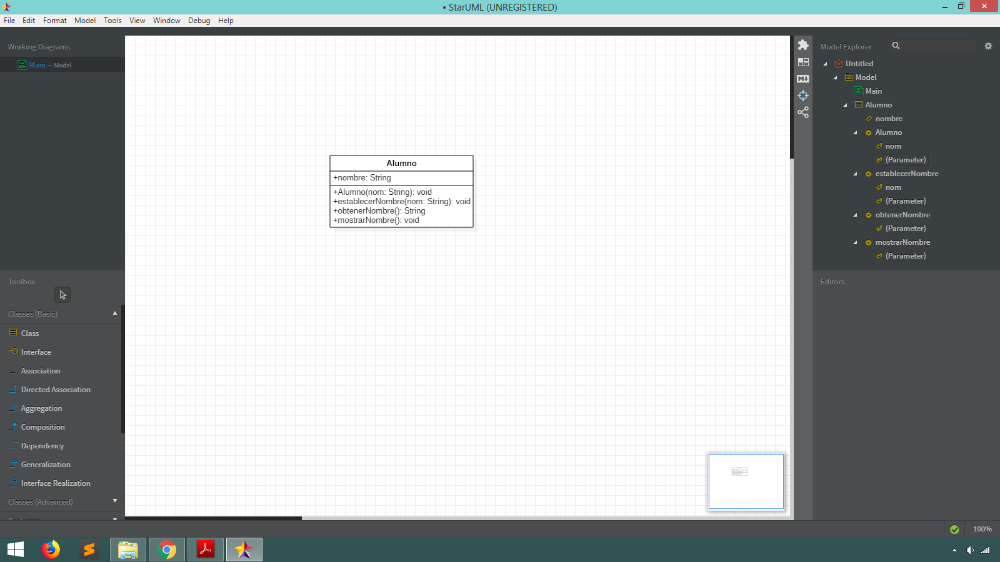 • StarUML (UNREGISTERED)
File Edit Format Model Tools View Window Debug Help
Working Diagrams
Main — Model
Toolbox
Classes (Basic)
Class
Interface
Association
Directed Association
Aggregation
Composition
Dependency
Generalization
Interface Realization
Classes (Advanced)
Alumno
+nombre: String
+Alumno(nom: String): void
+establecerNombre(nom: String): void
+obtenerNombre(): String
+mostrarNombre(): void
M
Model Explorer
Untitled
Model
Main
Alumno
nombre
Alumno
nom
(Parameter)
establecerNombre
nom
(Parameter)
obtenerNombre
(Parameter)
mostrarNombre
(Parameter)
Editors
100%